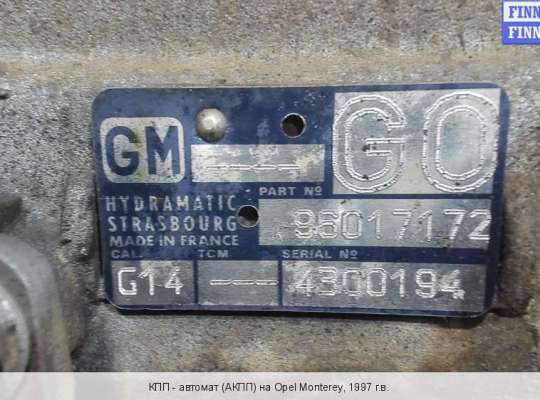 FINN
FINN
GM
GO
PART Nº
HYDRAMATIC
STRASBOURG
MADE IN FRANCE
96017172
CAL. TCM SERIAL Nº
G14 --- 43G0194
КПП - автомат (АКПП) на Opel Monterey, 1997 г.в.